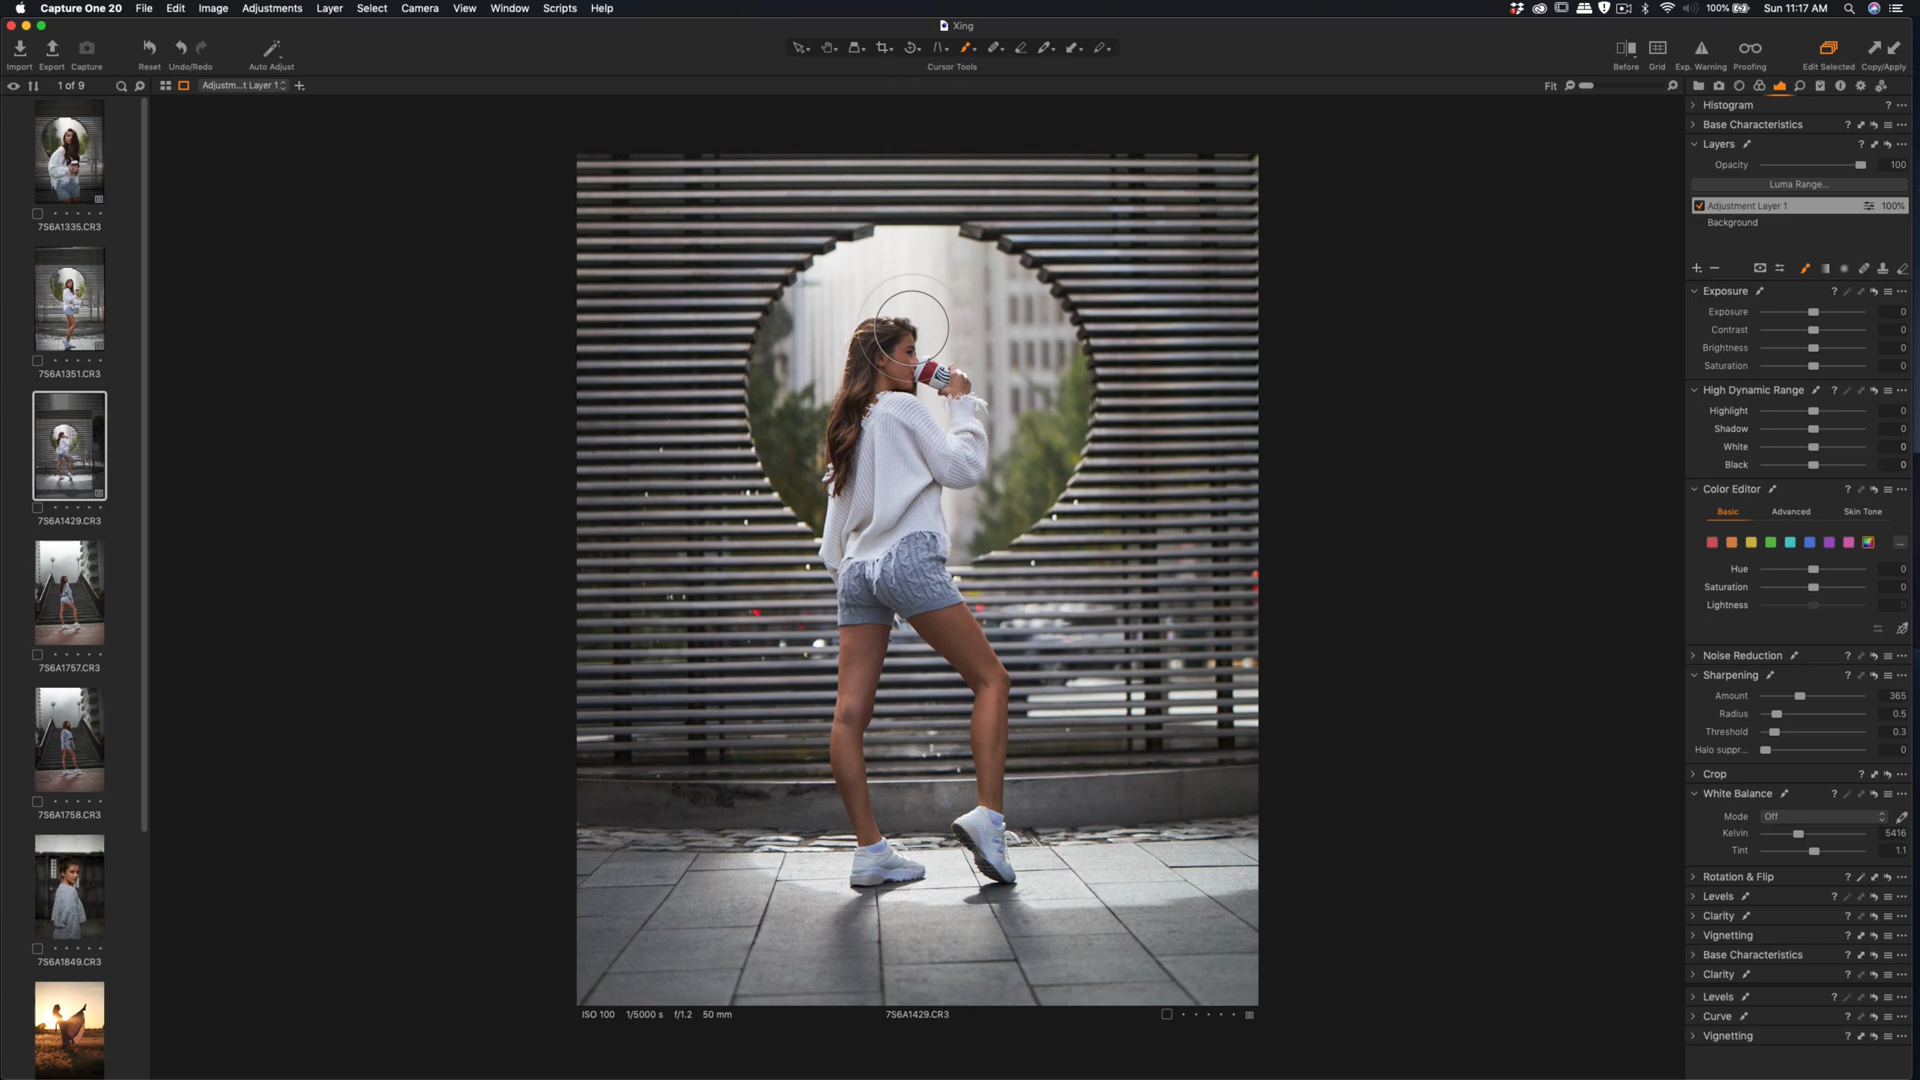 Capture One 20 File Edit Image Adjustments Layer Select Camera View Window Scripts Help 100% Sun 11:17 AM
Xing
Import Export Capture Reset Undo/Redo Auto Adjust Cursor Tools Before Grid Exp. Warning Proofing Edit Selected Copy/Apply
1 of 9 Adjustm...t Layer 1 Fit
7S6A1335.CR3
7S6A1351.CR3
7S6A1429.CR3
7S6A1757.CR3
7S6A1758.CR3
7S6A1849.CR3
ISO 100 1/5000 s f/1.2 50 mm 7S6A1429.CR3
Histogram ?
Base Characteristics ?
Layers ?
Opacity 100
Luma Range...
Adjustment Layer 1 100%
Background
Exposure ?
Exposure 0
Contrast 0
Brightness 0
Saturation 0
High Dynamic Range ?
Highlight 0
Shadow 0
White 0
Black 0
Color Editor ?
Basic Advanced Skin Tone
...
Hue 0
Saturation 0
Lightness 0
Noise Reduction ?
Sharpening ?
Amount 365
Radius 0.5
Threshold 0.3
Halo suppr... 0
Crop ?
White Balance ?
Mode Off
Kelvin 5416
Tint 1.1
Rotation & Flip ?
Levels ?
Clarity ?
Vignetting ?
Base Characteristics ?
Clarity ?
Levels ?
Curve ?
Vignetting ?